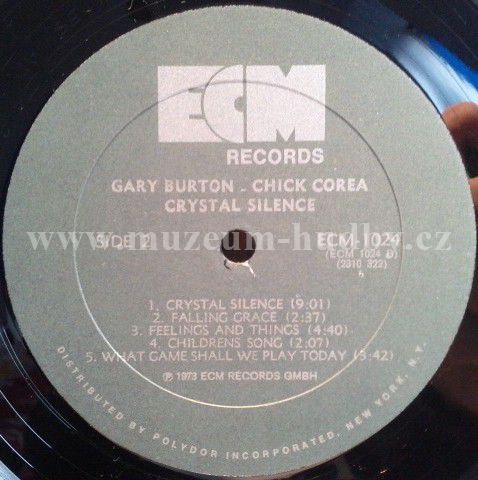 ECM
RECORDS
GARY BURTON - CHICK COREA
CRYSTAL SILENCE
SIDE 2
ECM-1024
(ECM 1024 B)
(2310 322)
www.muzeum-hudby.cz
1. CRYSTAL SILENCE (9:01)
2. FALLING GRACE (2:37)
3. FEELINGS AND THINGS (4:40)
4. CHILDRENS SONG (2:07)
5. WHAT GAME SHALL WE PLAY TODAY (3:42)
℗ 1973 ECM RECORDS GMBH
DISTRIBUTED BY POLYDOR INCORPORATED, NEW YORK, N.Y.